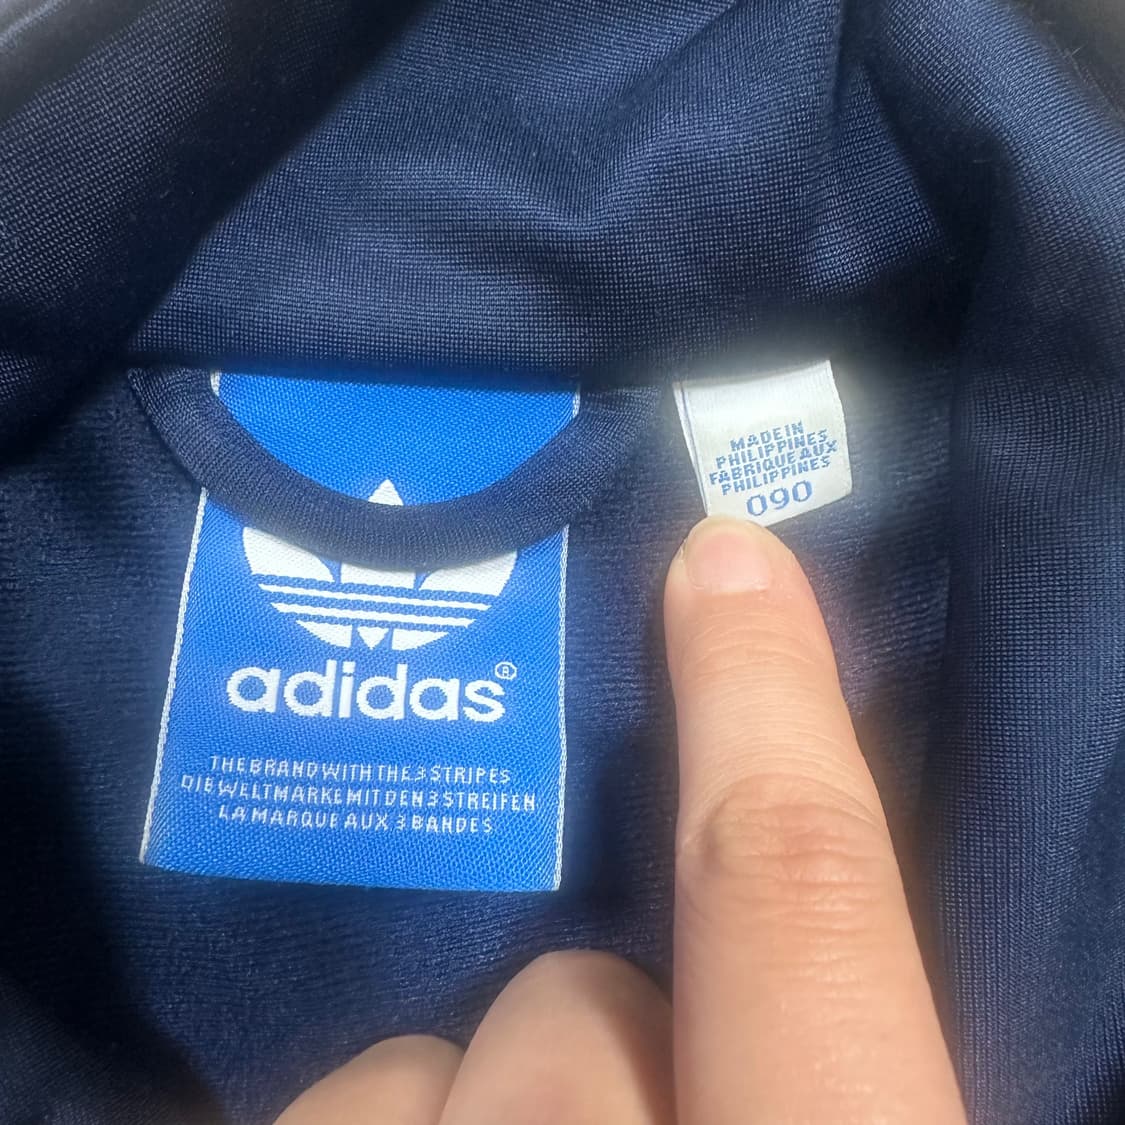 adidas®
THE BRAND WITH THE 3 STRIPES
DIE WELTMARKE MIT DEN 3 STREIFEN
LA MARQUE AUX 3 BANDES
MADE IN
PHILIPPINES
FABRIQUE AUX
PHILIPPINES
090